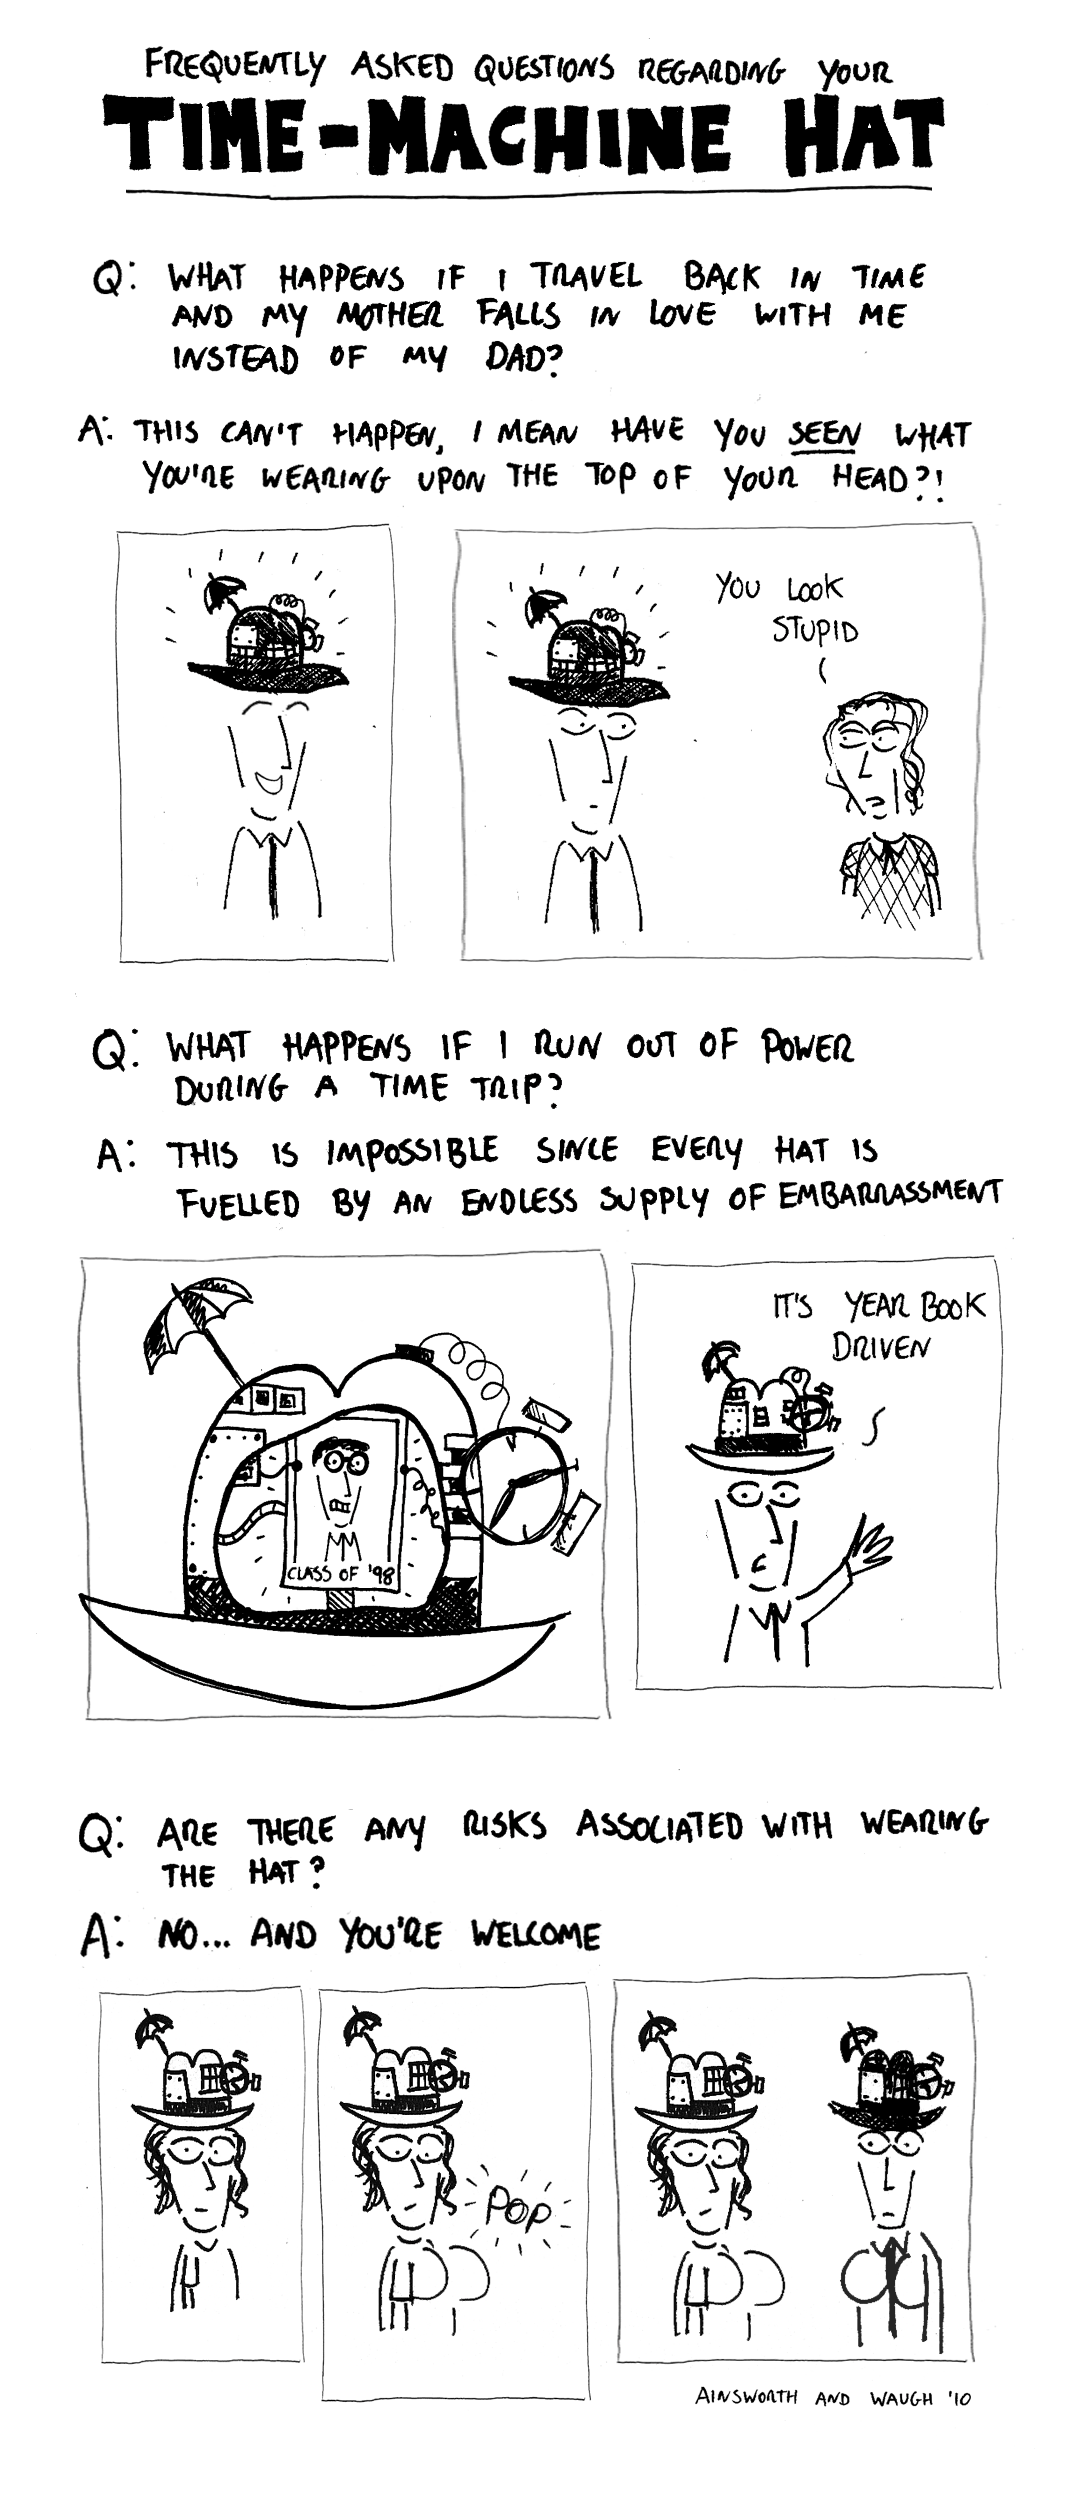 FREQUENTLY ASKED QUESTIONS REGARDING YOUR
TIME-MACHINE HAT
Q: WHAT HAPPENS IF I TRAVEL BACK IN TIME
AND MY MOTHER FALLS IN LOVE WITH ME
INSTEAD OF MY DAD?
A: THIS CAN'T HAPPEN, I MEAN HAVE YOU SEEN WHAT
YOU'RE WEARING UPON THE TOP OF YOUR HEAD?!
YOU LOOK
STUPID
Q: WHAT HAPPENS IF I RUN OUT OF POWER
DURING A TIME TRIP?
A: THIS IS IMPOSSIBLE SINCE EVERY HAT IS
FUELLED BY AN ENDLESS SUPPLY OF EMBARRASSMENT
CLASS OF '98
IT'S YEAR BOOK
DRIVEN
Q: ARE THERE ANY RISKS ASSOCIATED WITH WEARING
THE HAT?
A: NO... AND YOU'RE WELCOME
POP
AINSWORTH AND WAUGH '10